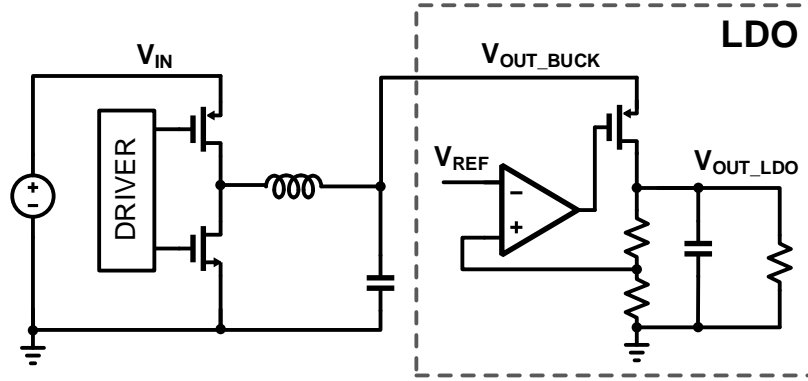 LDO
V_IN
V_OUT_BUCK
DRIVER
V_REF
V_OUT_LDO
+
−
−
+